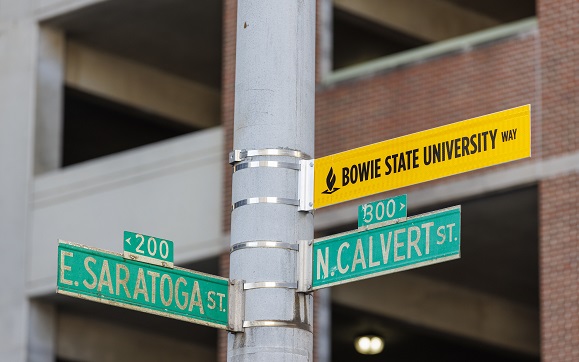 BOWIE STATE UNIVERSITY WAY
300
N. CALVERT ST.
< 200
E. SARATOGA ST.